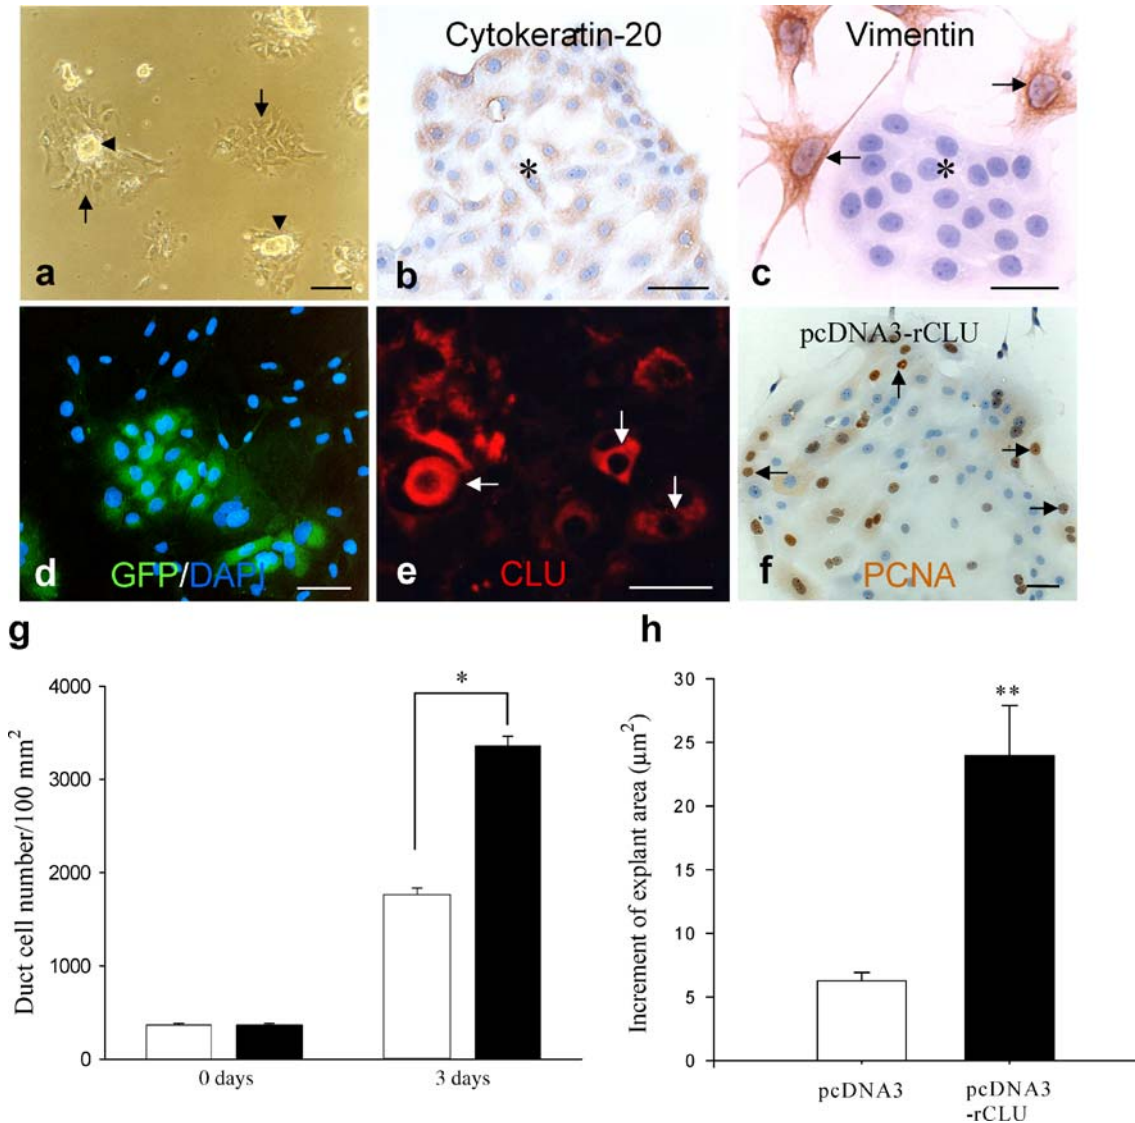 Cytokeratin-20
Vimentin
*
*
a
b
c
pcDNA3-rCLU
d
GFP/DAPI
e
CLU
f
PCNA
g
h
4000
3000
2000
1000
0
Duct cell number/100 mm²
*
0 days
3 days
30
25
20
15
10
5
0
Increment of explant area (μm²)
**
pcDNA3
pcDNA3
-rCLU